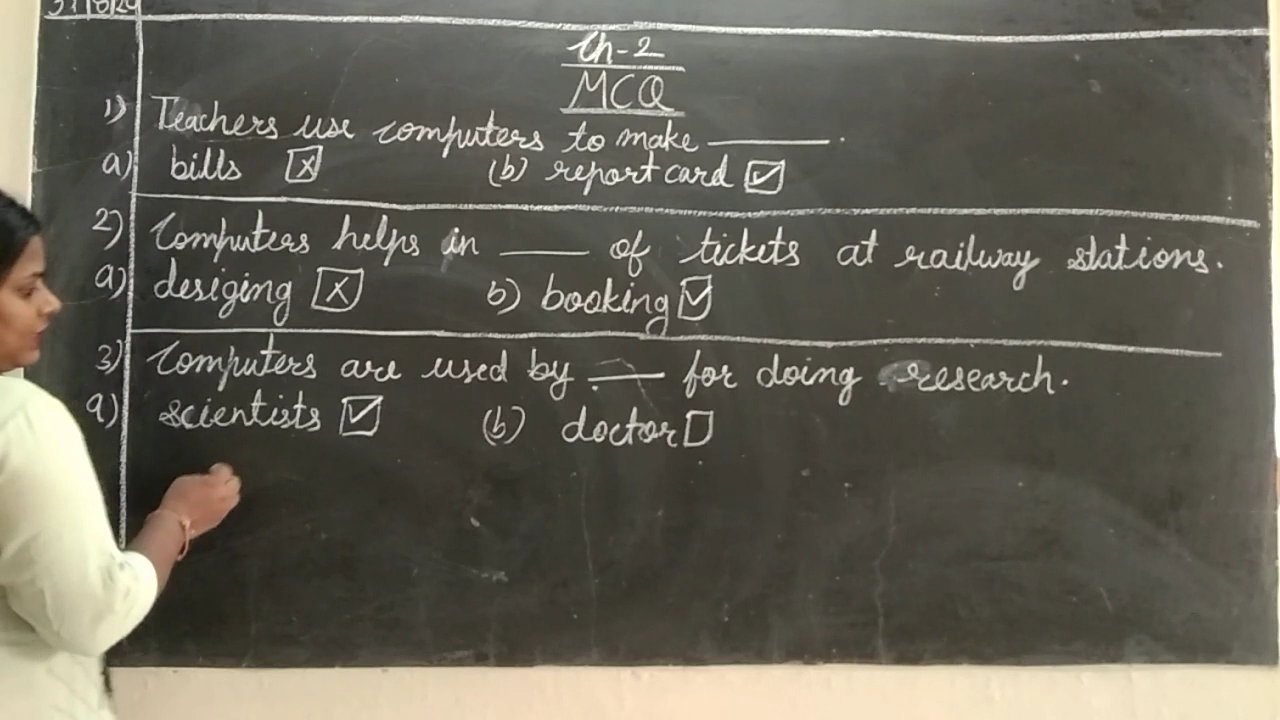 Ch-2
MCQ
1) Teachers use computers to make ______.
a) bills ☒ (b) report card ☑
2) Computers helps in ____ of tickets at railway stations.
a) desiging ☒ b) booking ☑
3) Computers are used by ____ for doing research.
a) scientists ☑ (b) doctor ☐